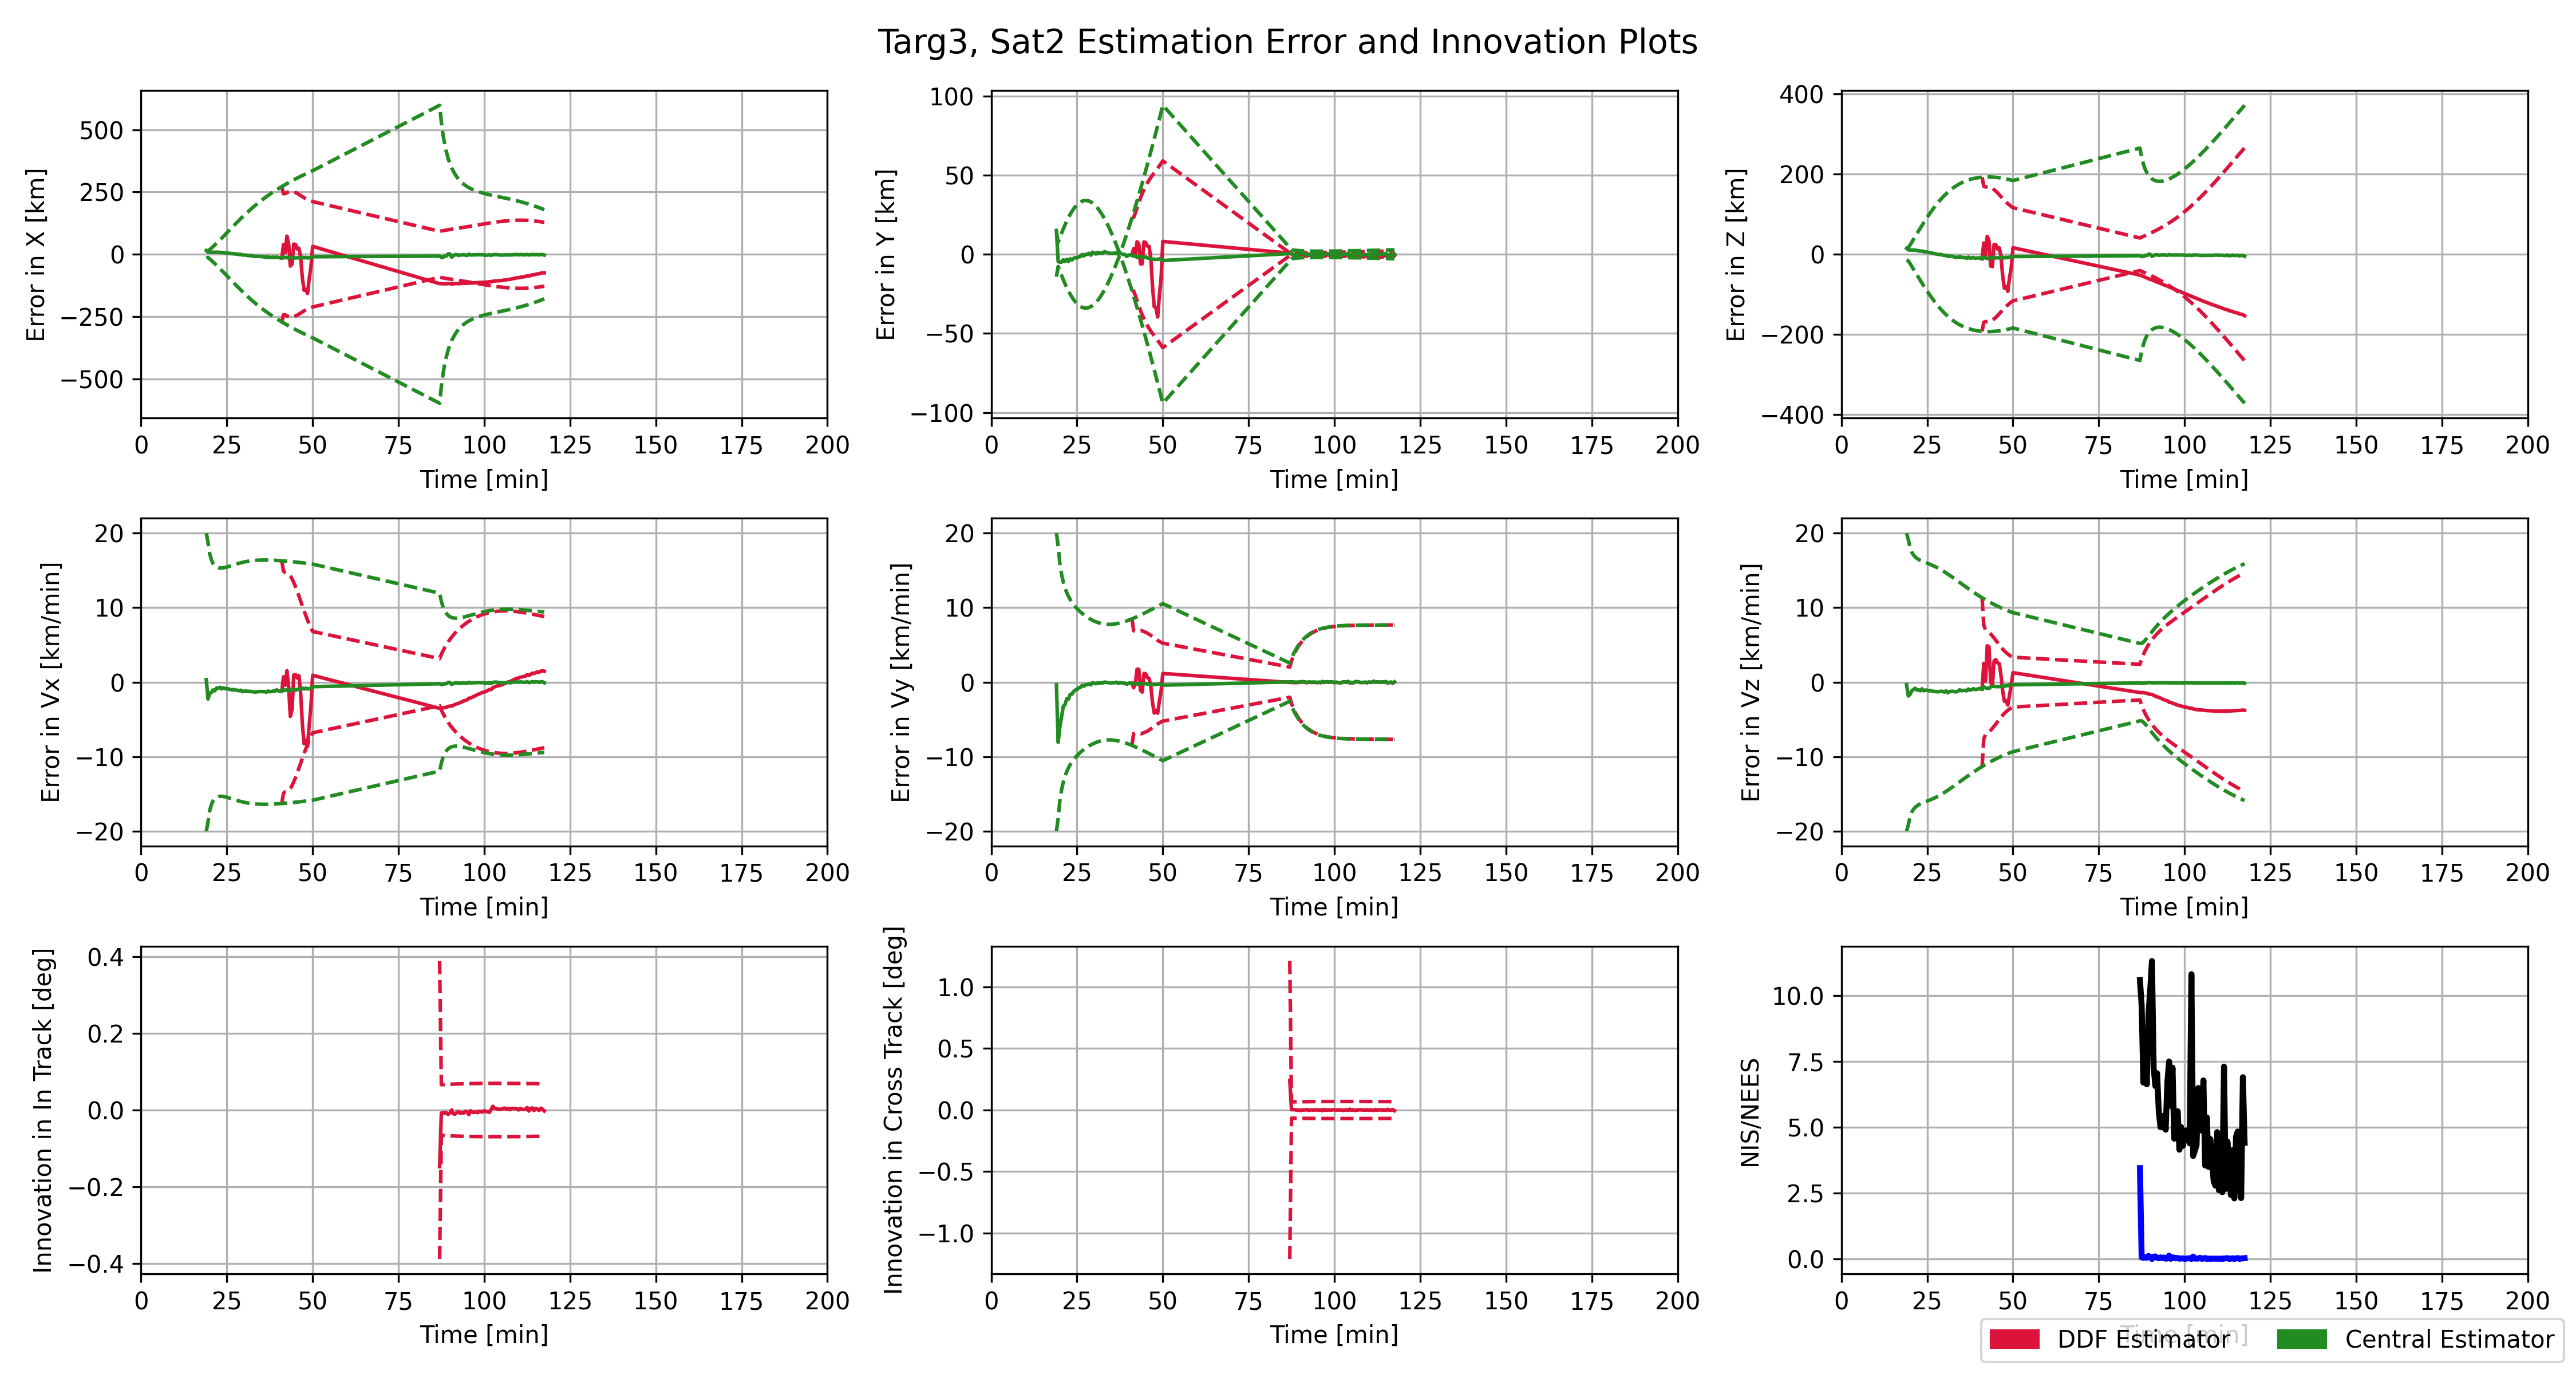 Targ3, Sat2 Estimation Error and Innovation Plots
Error in X [km]
500
250
0
−250
−500
0 25 50 75 100 125 150 175 200
Time [min]
Error in Y [km]
100
50
0
−50
−100
0 25 50 75 100 125 150 175 200
Time [min]
Error in Z [km]
400
200
0
−200
−400
0 25 50 75 100 125 150 175 200
Time [min]
Error in Vx [km/min]
20
10
0
−10
−20
0 25 50 75 100 125 150 175 200
Time [min]
Error in Vy [km/min]
20
10
0
−10
−20
0 25 50 75 100 125 150 175 200
Time [min]
Error in Vz [km/min]
20
10
0
−10
−20
0 25 50 75 100 125 150 175 200
Time [min]
Innovation in In Track [deg]
0.4
0.2
0.0
−0.2
−0.4
0 25 50 75 100 125 150 175 200
Time [min]
Innovation in Cross Track [deg]
1.0
0.5
0.0
−0.5
−1.0
0 25 50 75 100 125 150 175 200
Time [min]
NIS/NEES
10.0
7.5
5.0
2.5
0.0
0 25 50 75 100 125 150 175 200
Time [min]
DDF Estimator Central Estimator